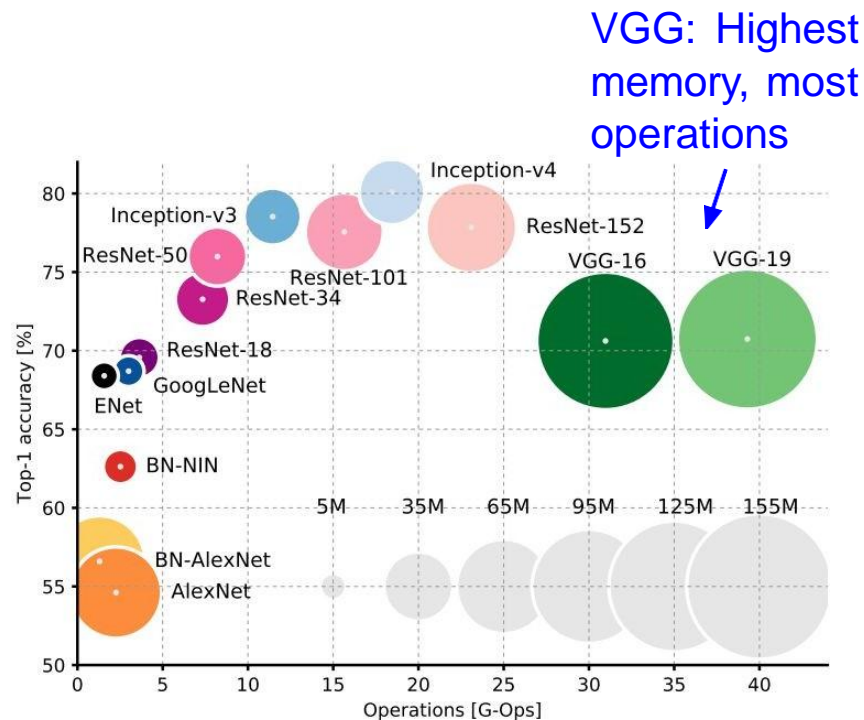 VGG: Highest
memory, most
operations
Inception-v4
Inception-v3
ResNet-152
ResNet-50
ResNet-101
VGG-16
VGG-19
ResNet-34
ResNet-18
GoogLeNet
ENet
BN-NIN
5M 35M 65M 95M 125M 155M
BN-AlexNet
AlexNet
Top-1 accuracy [%]
80
75
70
65
60
55
50
0 5 10 15 20 25 30 35 40
Operations [G-Ops]